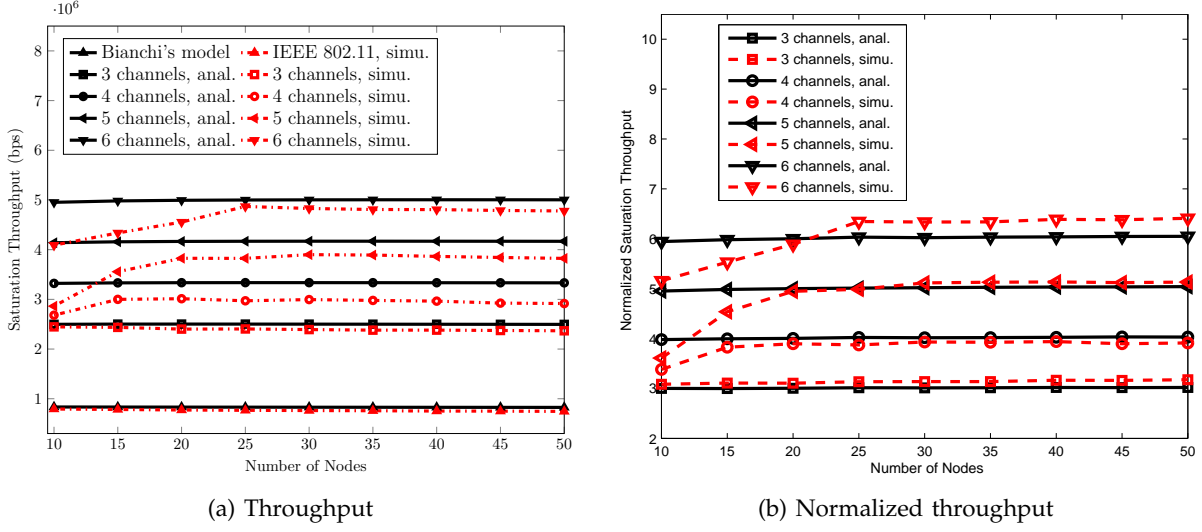 ·10⁶
8
7
6
5
4
3
2
1
Saturation Throughput (bps)
Bianchi's model
IEEE 802.11, simu.
3 channels, anal.
3 channels, simu.
4 channels, anal.
4 channels, simu.
5 channels, anal.
5 channels, simu.
6 channels, anal.
6 channels, simu.
10 15 20 25 30 35 40 45 50
Number of Nodes
(a) Throughput
10
9
8
7
6
5
4
3
2
Normalized Saturation Throughput
3 channels, anal.
3 channels, simu.
4 channels, anal.
4 channels, simu.
5 channels, anal.
5 channels, simu.
6 channels, anal.
6 channels, simu.
10 15 20 25 30 35 40 45 50
Number of Nodes
(b) Normalized throughput